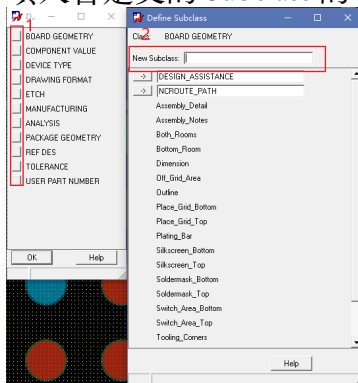 D...
1
BOARD GEOMETRY
COMPONENT VALUE
DEVICE TYPE
DRAWING FORMAT
ETCH
MANUFACTURING
ANALYSIS
PACKAGE GEOMETRY
REF DES
TOLERANCE
USER PART NUMBER
OK
Help
Define Subclass
2
BOARD GEOMETRY
New Subclass:
-> DESIGN_ASSISTANCE
-> NCROUTE_PATH
Assembly_Detail
Assembly_Notes
Both_Rooms
Bottom_Room
Dimension
Off_Grid_Area
Outline
Place_Grid_Bottom
Place_Grid_Top
Plating_Bar
Silkscreen_Bottom
Silkscreen_Top
Soldermask_Bottom
Soldermask_Top
Switch_Area_Bottom
Switch_Area_Top
Tooling_Corners
Help